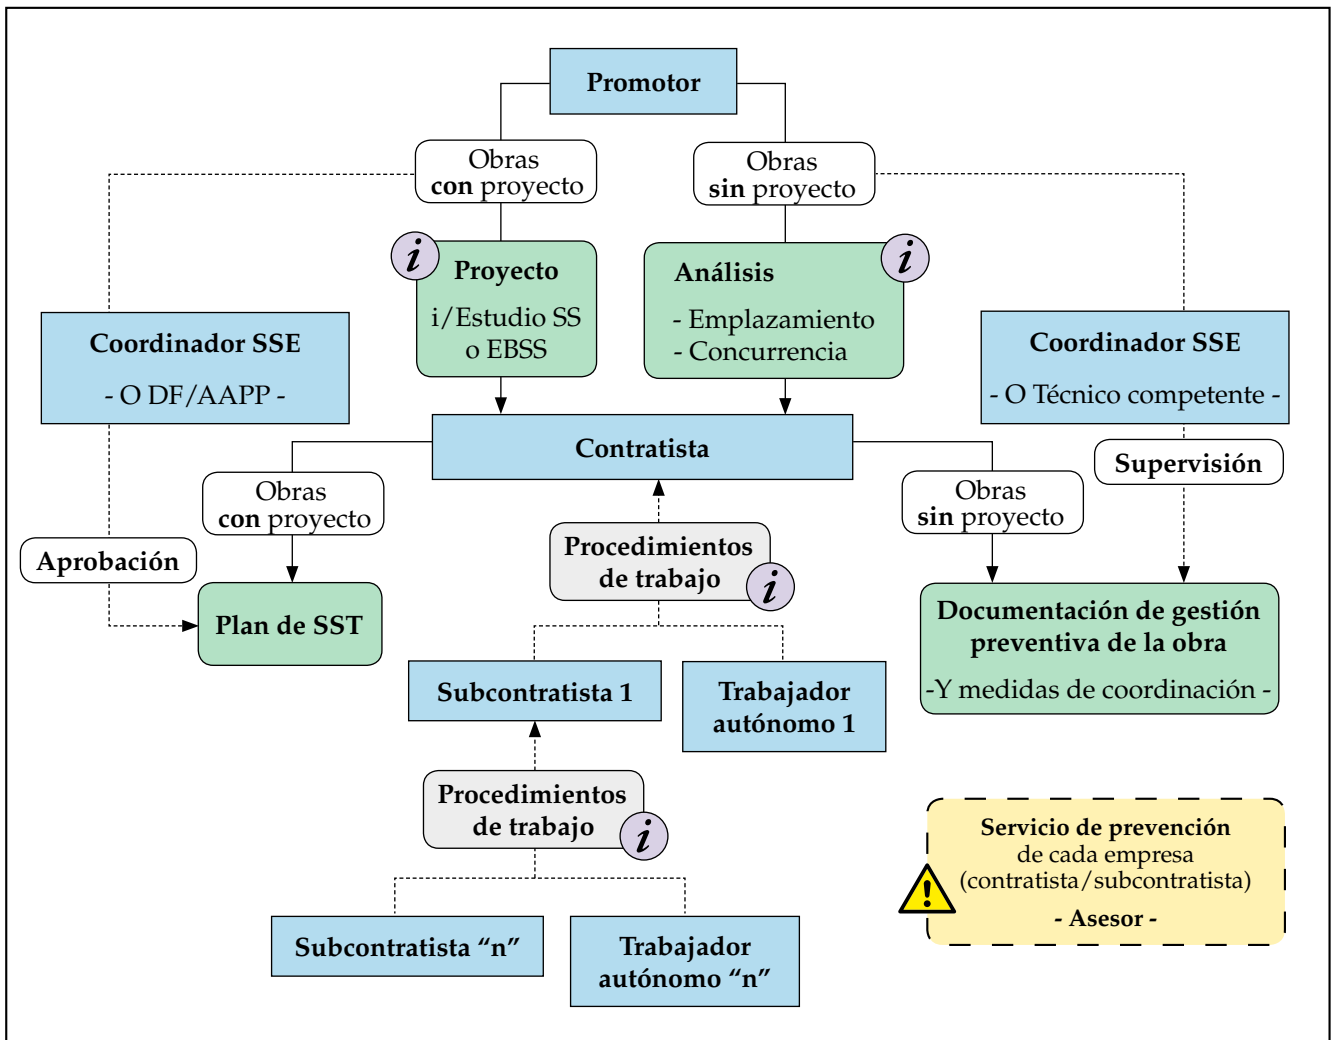 Promotor
Obras
con proyecto
Obras
sin proyecto
i
Proyecto
i/Estudio SS
o EBSS
i
Análisis
- Emplazamiento
- Concurrencia
Coordinador SSE
- O DF/AAPP -
Coordinador SSE
- O Técnico competente -
Contratista
Obras
con proyecto
Obras
sin proyecto
Supervisión
Aprobación
Procedimientos
de trabajo
i
Plan de SST
Documentación de gestión
preventiva de la obra
-Y medidas de coordinación -
Subcontratista 1
Trabajador
autónomo 1
Procedimientos
de trabajo
i
Servicio de prevención
de cada empresa
(contratista/subcontratista)
- Asesor -
!
Subcontratista “n”
Trabajador
autónomo “n”